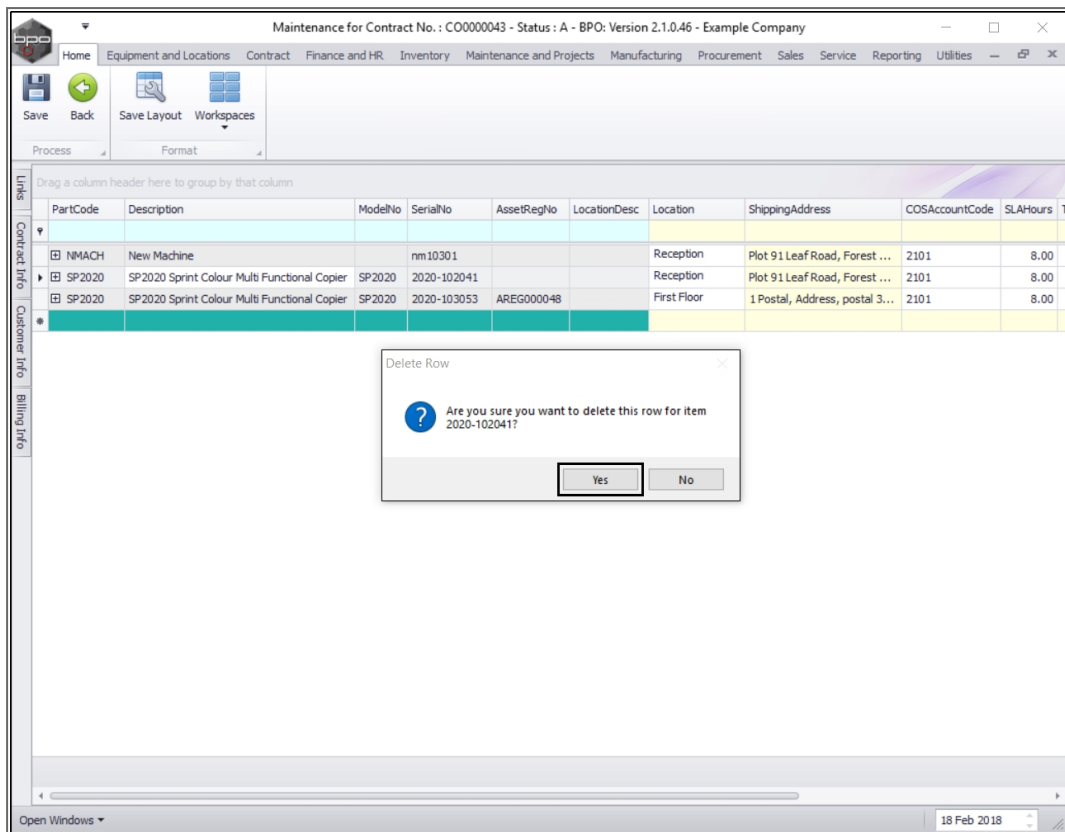 Maintenance for Contract No. : CO0000043 - Status : A - BPO: Version 2.1.0.46 - Example Company
bpo
Home Equipment and Locations Contract Finance and HR Inventory Maintenance and Projects Manufacturing Procurement Sales Service Reporting Utilities
Save Back Save Layout Workspaces
Process Format
Links
Contract Info
Customer Info
Billing Info
Drag a column header here to group by that column
PartCode Description ModelNo SerialNo AssetRegNo LocationDesc Location ShippingAddress COSAccountCode SLAHours T
NMACH New Machine nm10301 Reception Plot 91 Leaf Road, Forest ... 2101 8.00
SP2020 SP2020 Sprint Colour Multi Functional Copier SP2020 2020-102041 Reception Plot 91 Leaf Road, Forest ... 2101 8.00
SP2020 SP2020 Sprint Colour Multi Functional Copier SP2020 2020-103053 AREG000048 First Floor 1 Postal, Address, postal 3... 2101 8.00
Delete Row
Are you sure you want to delete this row for item
2020-102041?
Yes No
Open Windows 18 Feb 2018